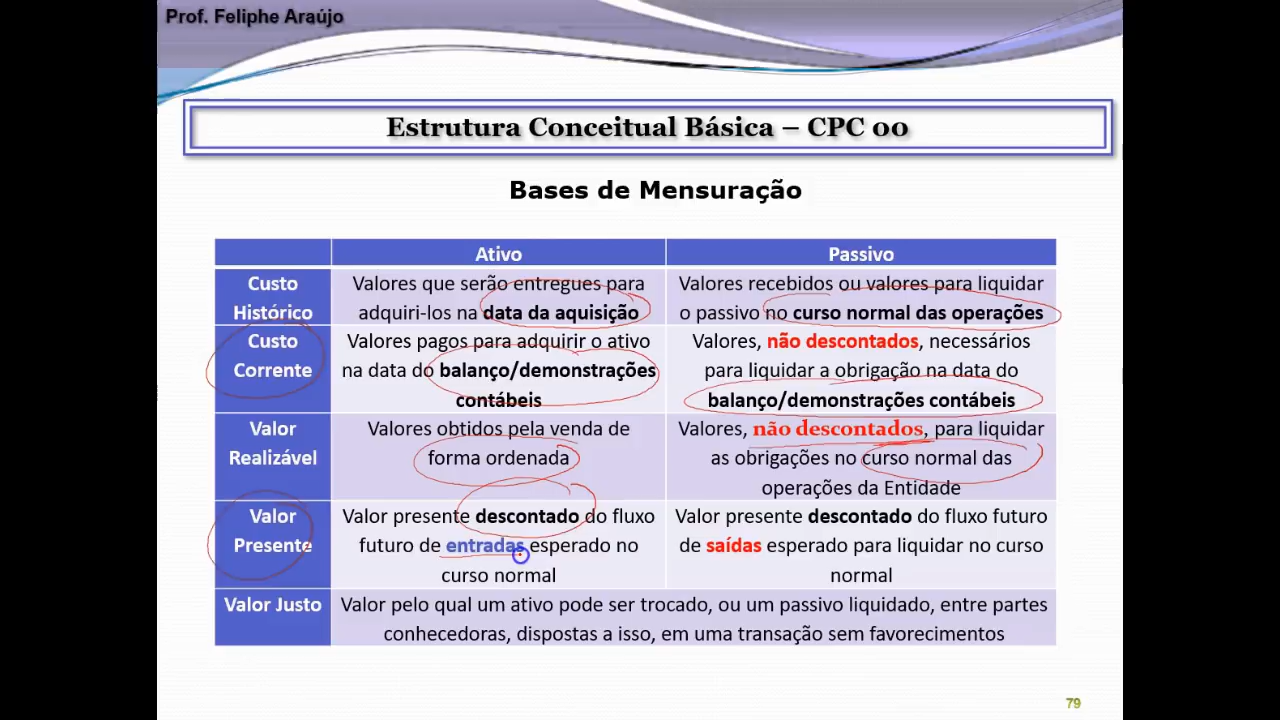 Prof. Feliphe Araújo
Estrutura Conceitual Básica – CPC 00
Bases de Mensuração
Ativo
Passivo
Custo
Histórico
Valores que serão entregues para
adquiri-los na data da aquisição
Valores recebidos ou valores para liquidar
o passivo no curso normal das operações
Custo
Corrente
Valores pagos para adquirir o ativo
na data do balanço/demonstrações
contábeis
Valores, não descontados, necessários
para liquidar a obrigação na data do
balanço/demonstrações contábeis
Valor
Realizável
Valores obtidos pela venda de
forma ordenada
Valores, não descontados, para liquidar
as obrigações no curso normal das
operações da Entidade
Valor
Presente
Valor presente descontado do fluxo
futuro de entradas esperado no
curso normal
Valor presente descontado do fluxo futuro
de saídas esperado para liquidar no curso
normal
Valor Justo
Valor pelo qual um ativo pode ser trocado, ou um passivo liquidado, entre partes
conhecedoras, dispostas a isso, em uma transação sem favorecimentos
79